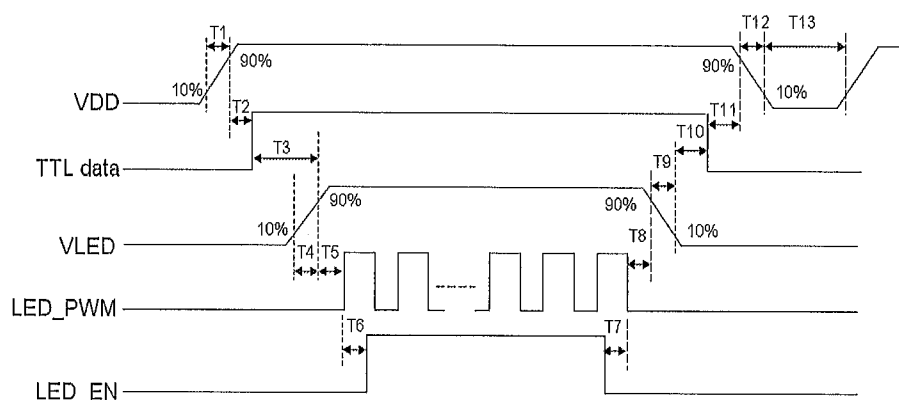 T1
T12 T13
90%
90%
10%
10%
VDD
T2
T11
T10
TTL data
T3
T9
90%
90%
10%
10%
VLED
T4 T5
T8
LED_PWM
T6
T7
LED_EN